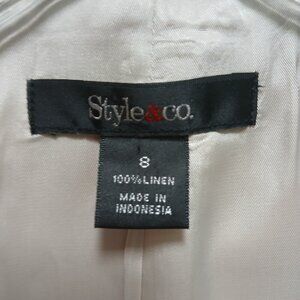 Style&co.
8
100% LINEN
MADE IN
INDONESIA